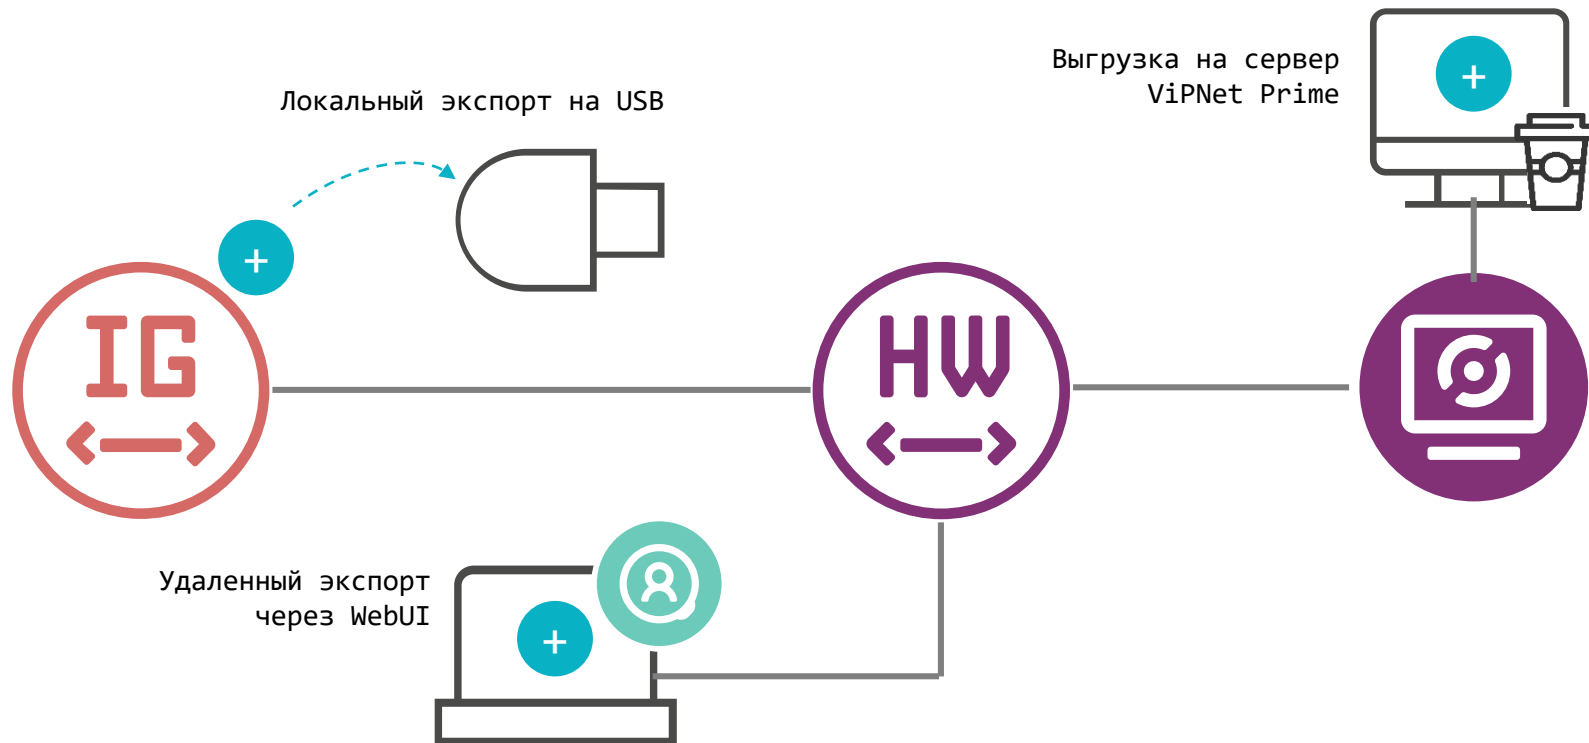 Выгрузка на сервер
ViPNet Prime
Локальный экспорт на USB
+
+
IG
HW
Удаленный экспорт
через WebUI
+